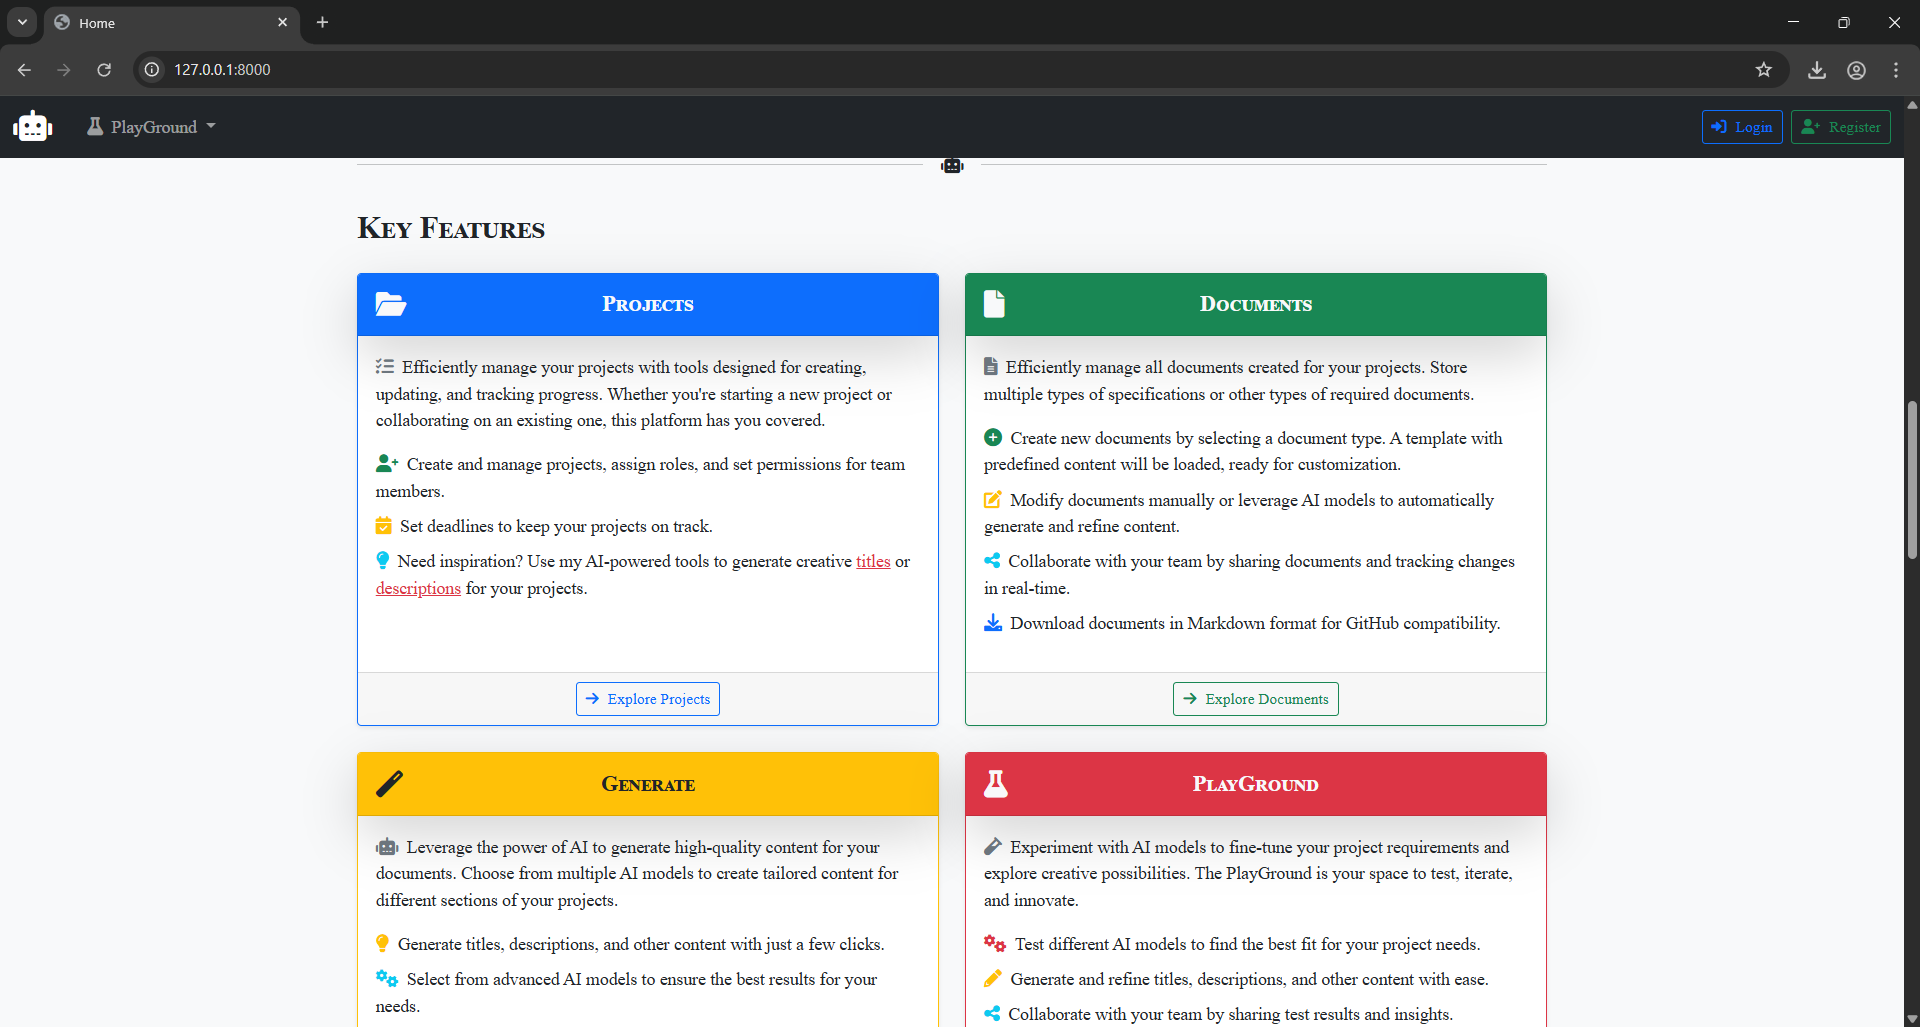 Home
127.0.0.1:8000
PlayGround
Login
Register
Key Features
Projects
Efficiently manage your projects with tools designed for creating,
updating, and tracking progress. Whether you're starting a new project or
collaborating on an existing one, this platform has you covered.
Create and manage projects, assign roles, and set permissions for team
members.
Set deadlines to keep your projects on track.
Need inspiration? Use my AI-powered tools to generate creative titles or
descriptions for your projects.
Explore Projects
Documents
Efficiently manage all documents created for your projects. Store
multiple types of specifications or other types of required documents.
Create new documents by selecting a document type. A template with
predefined content will be loaded, ready for customization.
Modify documents manually or leverage AI models to automatically
generate and refine content.
Collaborate with your team by sharing documents and tracking changes
in real-time.
Download documents in Markdown format for GitHub compatibility.
Explore Documents
Generate
Leverage the power of AI to generate high-quality content for your
documents. Choose from multiple AI models to create tailored content for
different sections of your projects.
Generate titles, descriptions, and other content with just a few clicks.
Select from advanced AI models to ensure the best results for your
needs.
PlayGround
Experiment with AI models to fine-tune your project requirements and
explore creative possibilities. The PlayGround is your space to test, iterate,
and innovate.
Test different AI models to find the best fit for your project needs.
Generate and refine titles, descriptions, and other content with ease.
Collaborate with your team by sharing test results and insights.